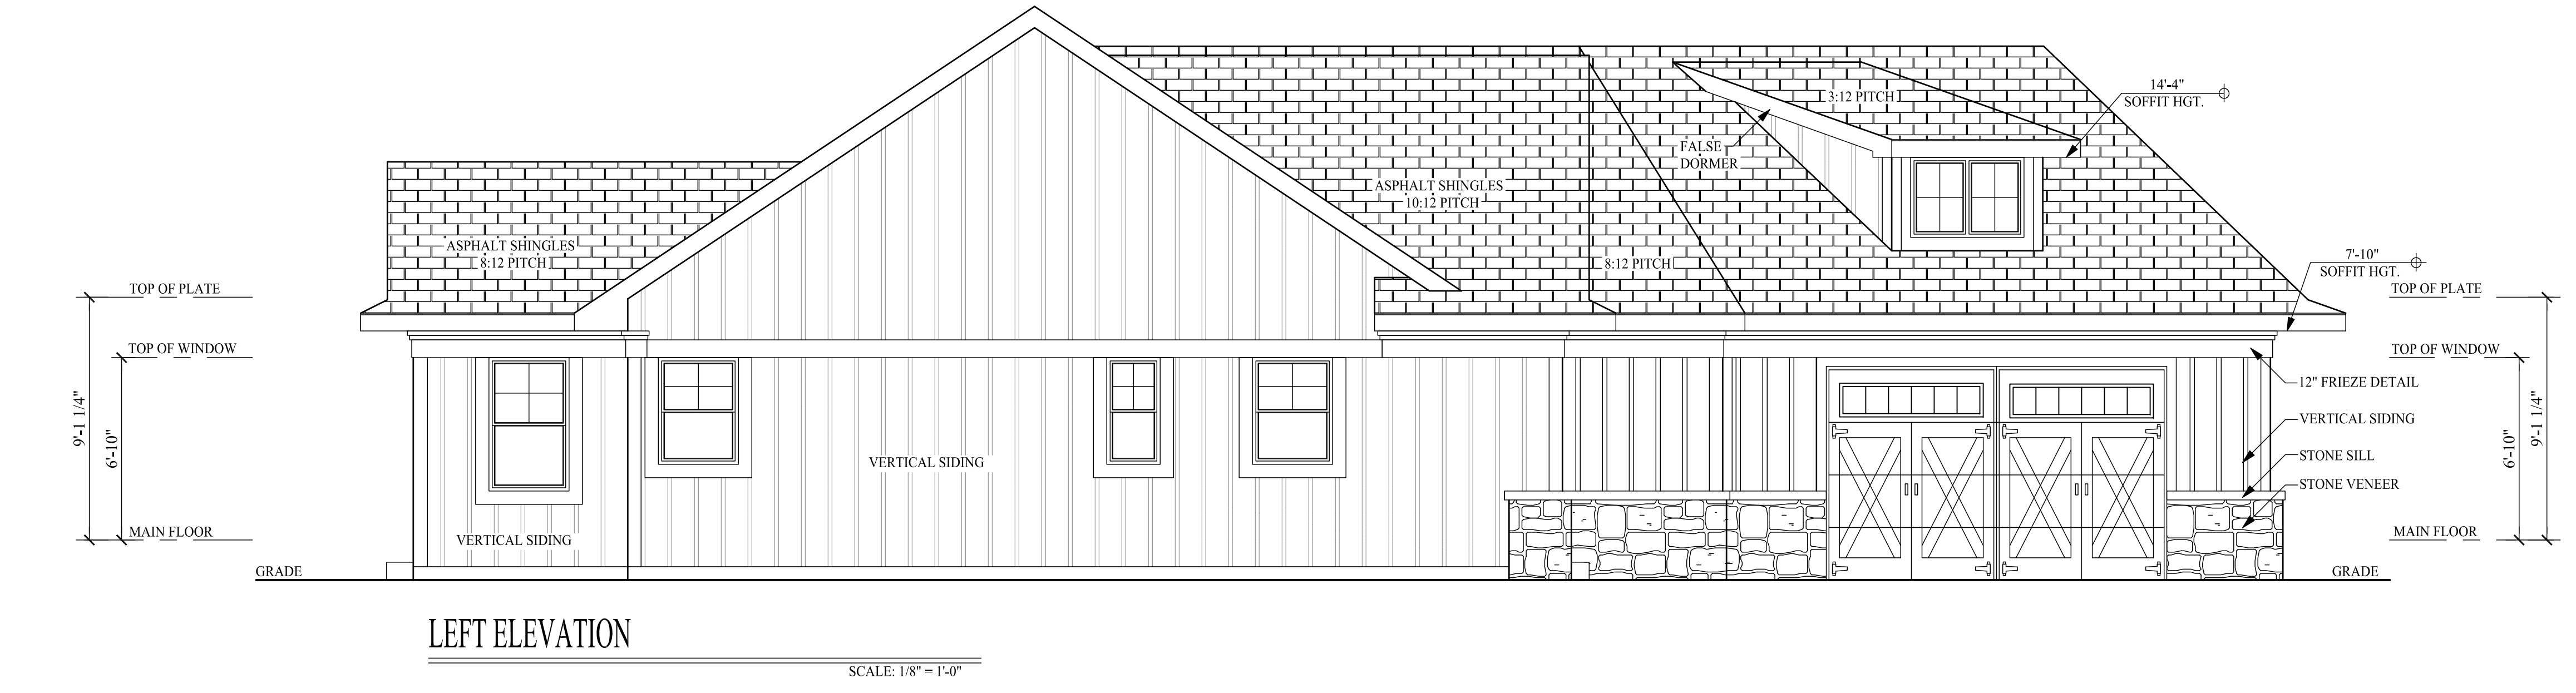 14'-4"
SOFFIT HGT.
3:12 PITCH
FALSE
DORMER
ASPHALT SHINGLES
10:12 PITCH
ASPHALT SHINGLES
8:12 PITCH
8:12 PITCH
7'-10"
SOFFIT HGT.
TOP OF PLATE
TOP OF PLATE
TOP OF WINDOW
TOP OF WINDOW
12" FRIEZE DETAIL
VERTICAL SIDING
9'-1 1/4"
6'-10"
6'-10"
9'-1 1/4"
STONE SILL
VERTICAL SIDING
STONE VENEER
MAIN FLOOR
VERTICAL SIDING
MAIN FLOOR
GRADE
GRADE
LEFT ELEVATION
SCALE: 1/8" = 1'-0"